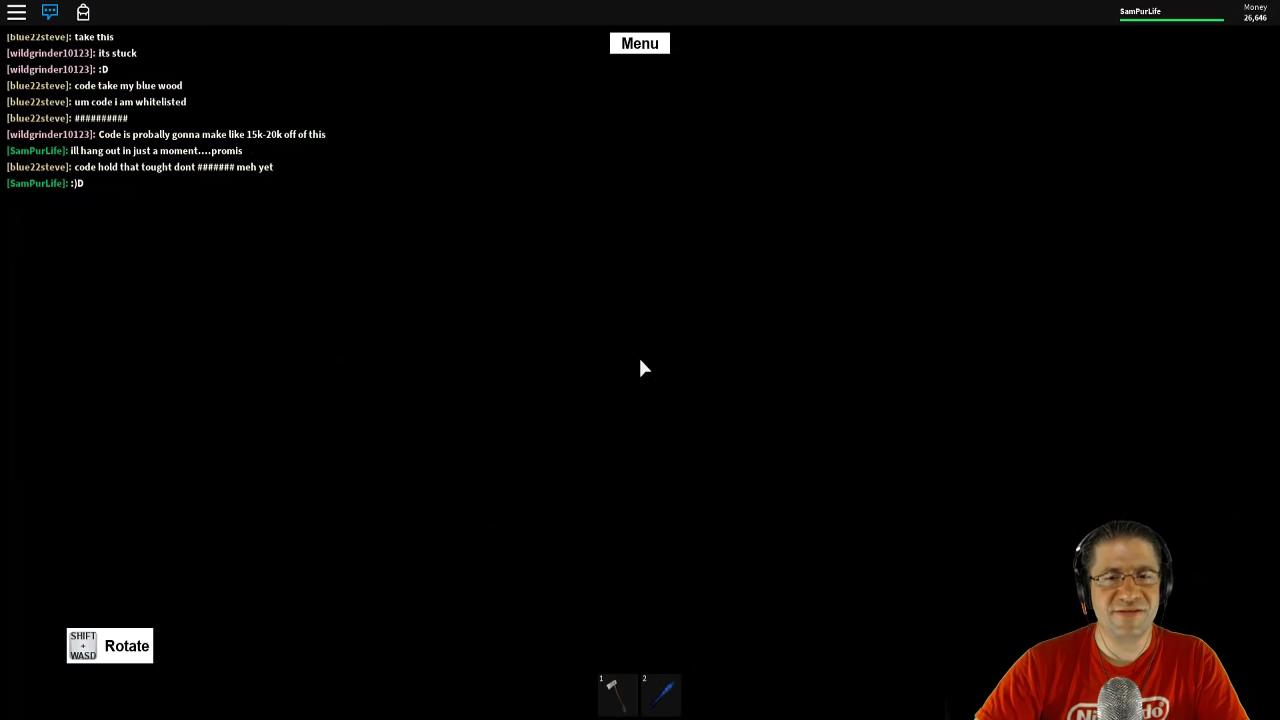 SamPurLife
Money
26,646
Menu
[blue22steve]: take this
[wildgrinder10123]: its stuck
[wildgrinder10123]: :D
[blue22steve]: code take my blue wood
[blue22steve]: um code i am whitelisted
[blue22steve]: ##########
[wildgrinder10123]: Code is probally gonna make like 15k-20k off of this
[SamPurLife]: ill hang out in just a moment....promis
[blue22steve]: code hold that tought dont ####### meh yet
[SamPurLife]: :)D
SHIFT
+
WASD
Rotate
1
2
Nintendo